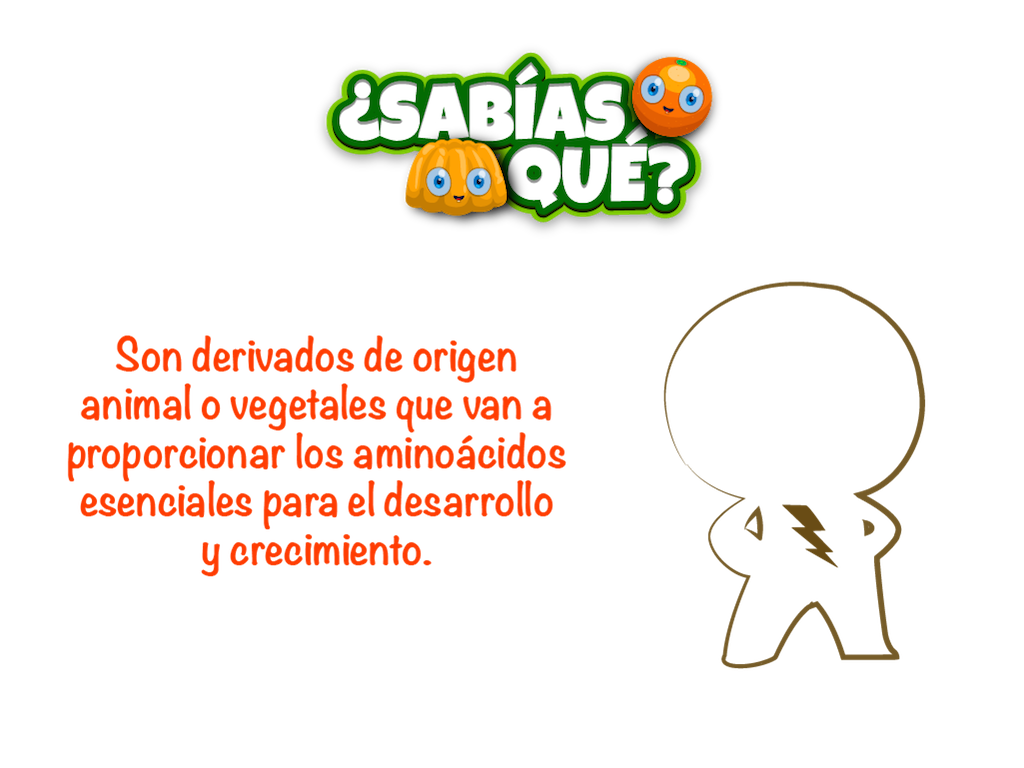 ¿SABÍAS
QUÉ?
Son derivados de origen
animal o vegetales que van a
proporcionar los aminoácidos
esenciales para el desarrollo
y crecimiento.